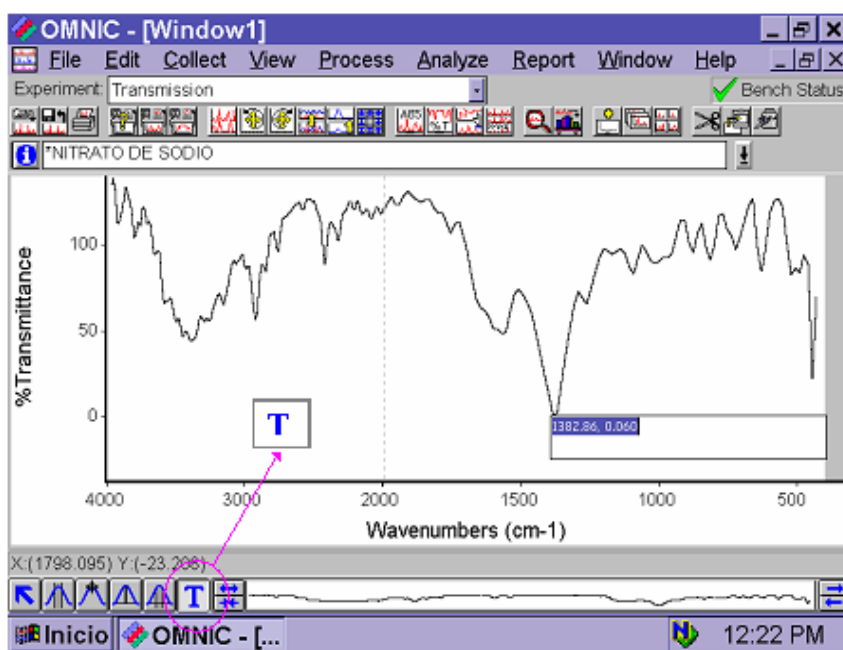 OMNIC - [Window1]
File Edit Collect View Process Analyze Report Window Help
Experiment: Transmission
Bench Status
*NITRATO DE SODIO
%Transmittance
100
50
0
T
1382.86, 0.060
4000 3000 2000 1500 1000 500
Wavenumbers (cm-1)
X:(1798.095) Y:(-23.208)
T
Inicio OMNIC - [... 12:22 PM